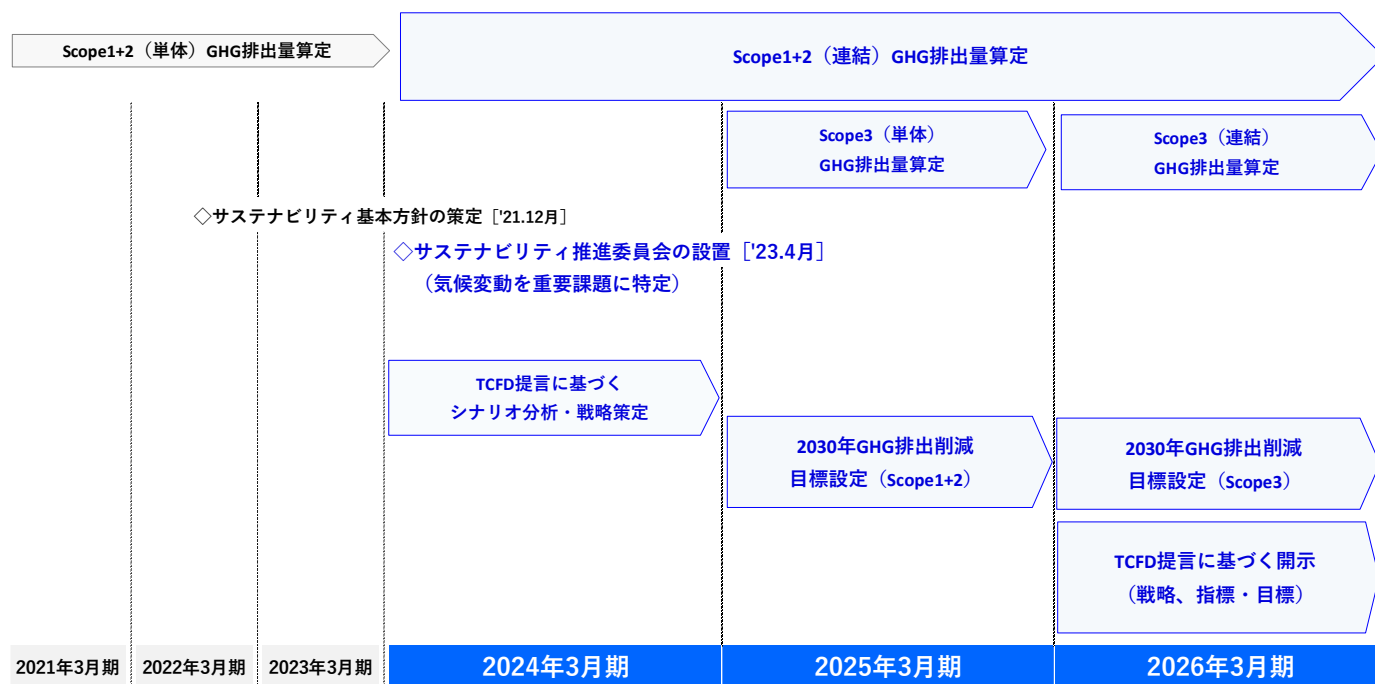 Scope1+2（単体）GHG排出量算定
Scope1+2（連結）GHG排出量算定
Scope3（単体）
GHG排出量算定
Scope3（連結）
GHG排出量算定
◇サステナビリティ基本方針の策定［'21.12月］
◇サステナビリティ推進委員会の設置［'23.4月］
（気候変動を重要課題に特定）
TCFD提言に基づく
シナリオ分析・戦略策定
2030年GHG排出削減
目標設定（Scope1+2）
2030年GHG排出削減
目標設定（Scope3）
TCFD提言に基づく開示
（戦略、指標・目標）
2021年3月期
2022年3月期
2023年3月期
2024年3月期
2025年3月期
2026年3月期